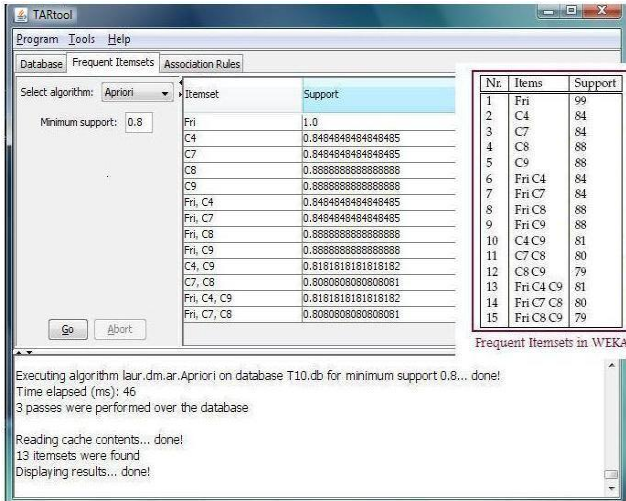 TARtool
Program Tools Help
Database Frequent Itemsets Association Rules
Select algorithm: Apriori
Minimum support: 0.8
Itemset Support
Fri 1.0
C4 0.8484848484848485
C7 0.8484848484848485
C8 0.8888888888888888
C9 0.8888888888888888
Fri, C4 0.8484848484848485
Fri, C7 0.8484848484848485
Fri, C8 0.8888888888888888
Fri, C9 0.8888888888888888
C4, C9 0.8181818181818182
C7, C8 0.8080808080808081
Fri, C4, C9 0.8181818181818182
Fri, C7, C8 0.8080808080808081
Go Abort
Nr. Items Support
1 Fri 99
2 C4 84
3 C7 84
4 C8 88
5 C9 88
6 Fri C4 84
7 Fri C7 84
8 Fri C8 88
9 Fri C9 88
10 C4 C9 81
11 C7 C8 80
12 C8 C9 79
13 Fri C4 C9 81
14 Fri C7 C8 80
15 Fri C8 C9 79
Frequent Itemsets in WEKA
Executing algorithm laur.dm.ar.Apriori on database T10.db for minimum support 0.8... done!
Time elapsed (ms): 46
3 passes were performed over the database
Reading cache contents... done!
13 itemsets were found
Displaying results... done!